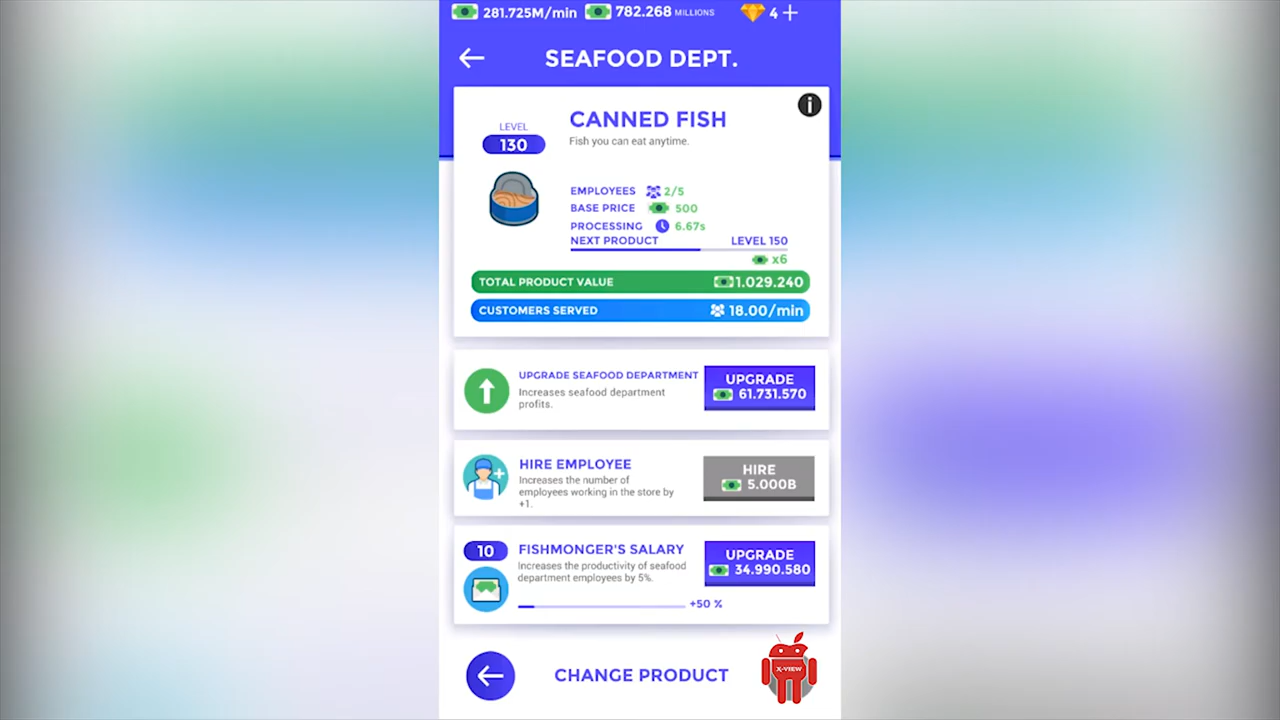 281.725M/min 782.268 MILLIONS 4
SEAFOOD DEPT.
LEVEL
130
CANNED FISH
Fish you can eat anytime.
i
EMPLOYEES 2/5
BASE PRICE 500
PROCESSING 6.67s
NEXT PRODUCT LEVEL 150
x6
TOTAL PRODUCT VALUE 1.029.240
CUSTOMERS SERVED 18.00/min
UPGRADE SEAFOOD DEPARTMENT
Increases seafood department
profits.
UPGRADE
61.731.570
HIRE EMPLOYEE
Increases the number of
employees working in the store by
+1.
HIRE
5.000B
10
FISHMONGER'S SALARY
Increases the productivity of seafood
department employees by 5%.
+50 %
UPGRADE
34.990.580
CHANGE PRODUCT
X-VIEW